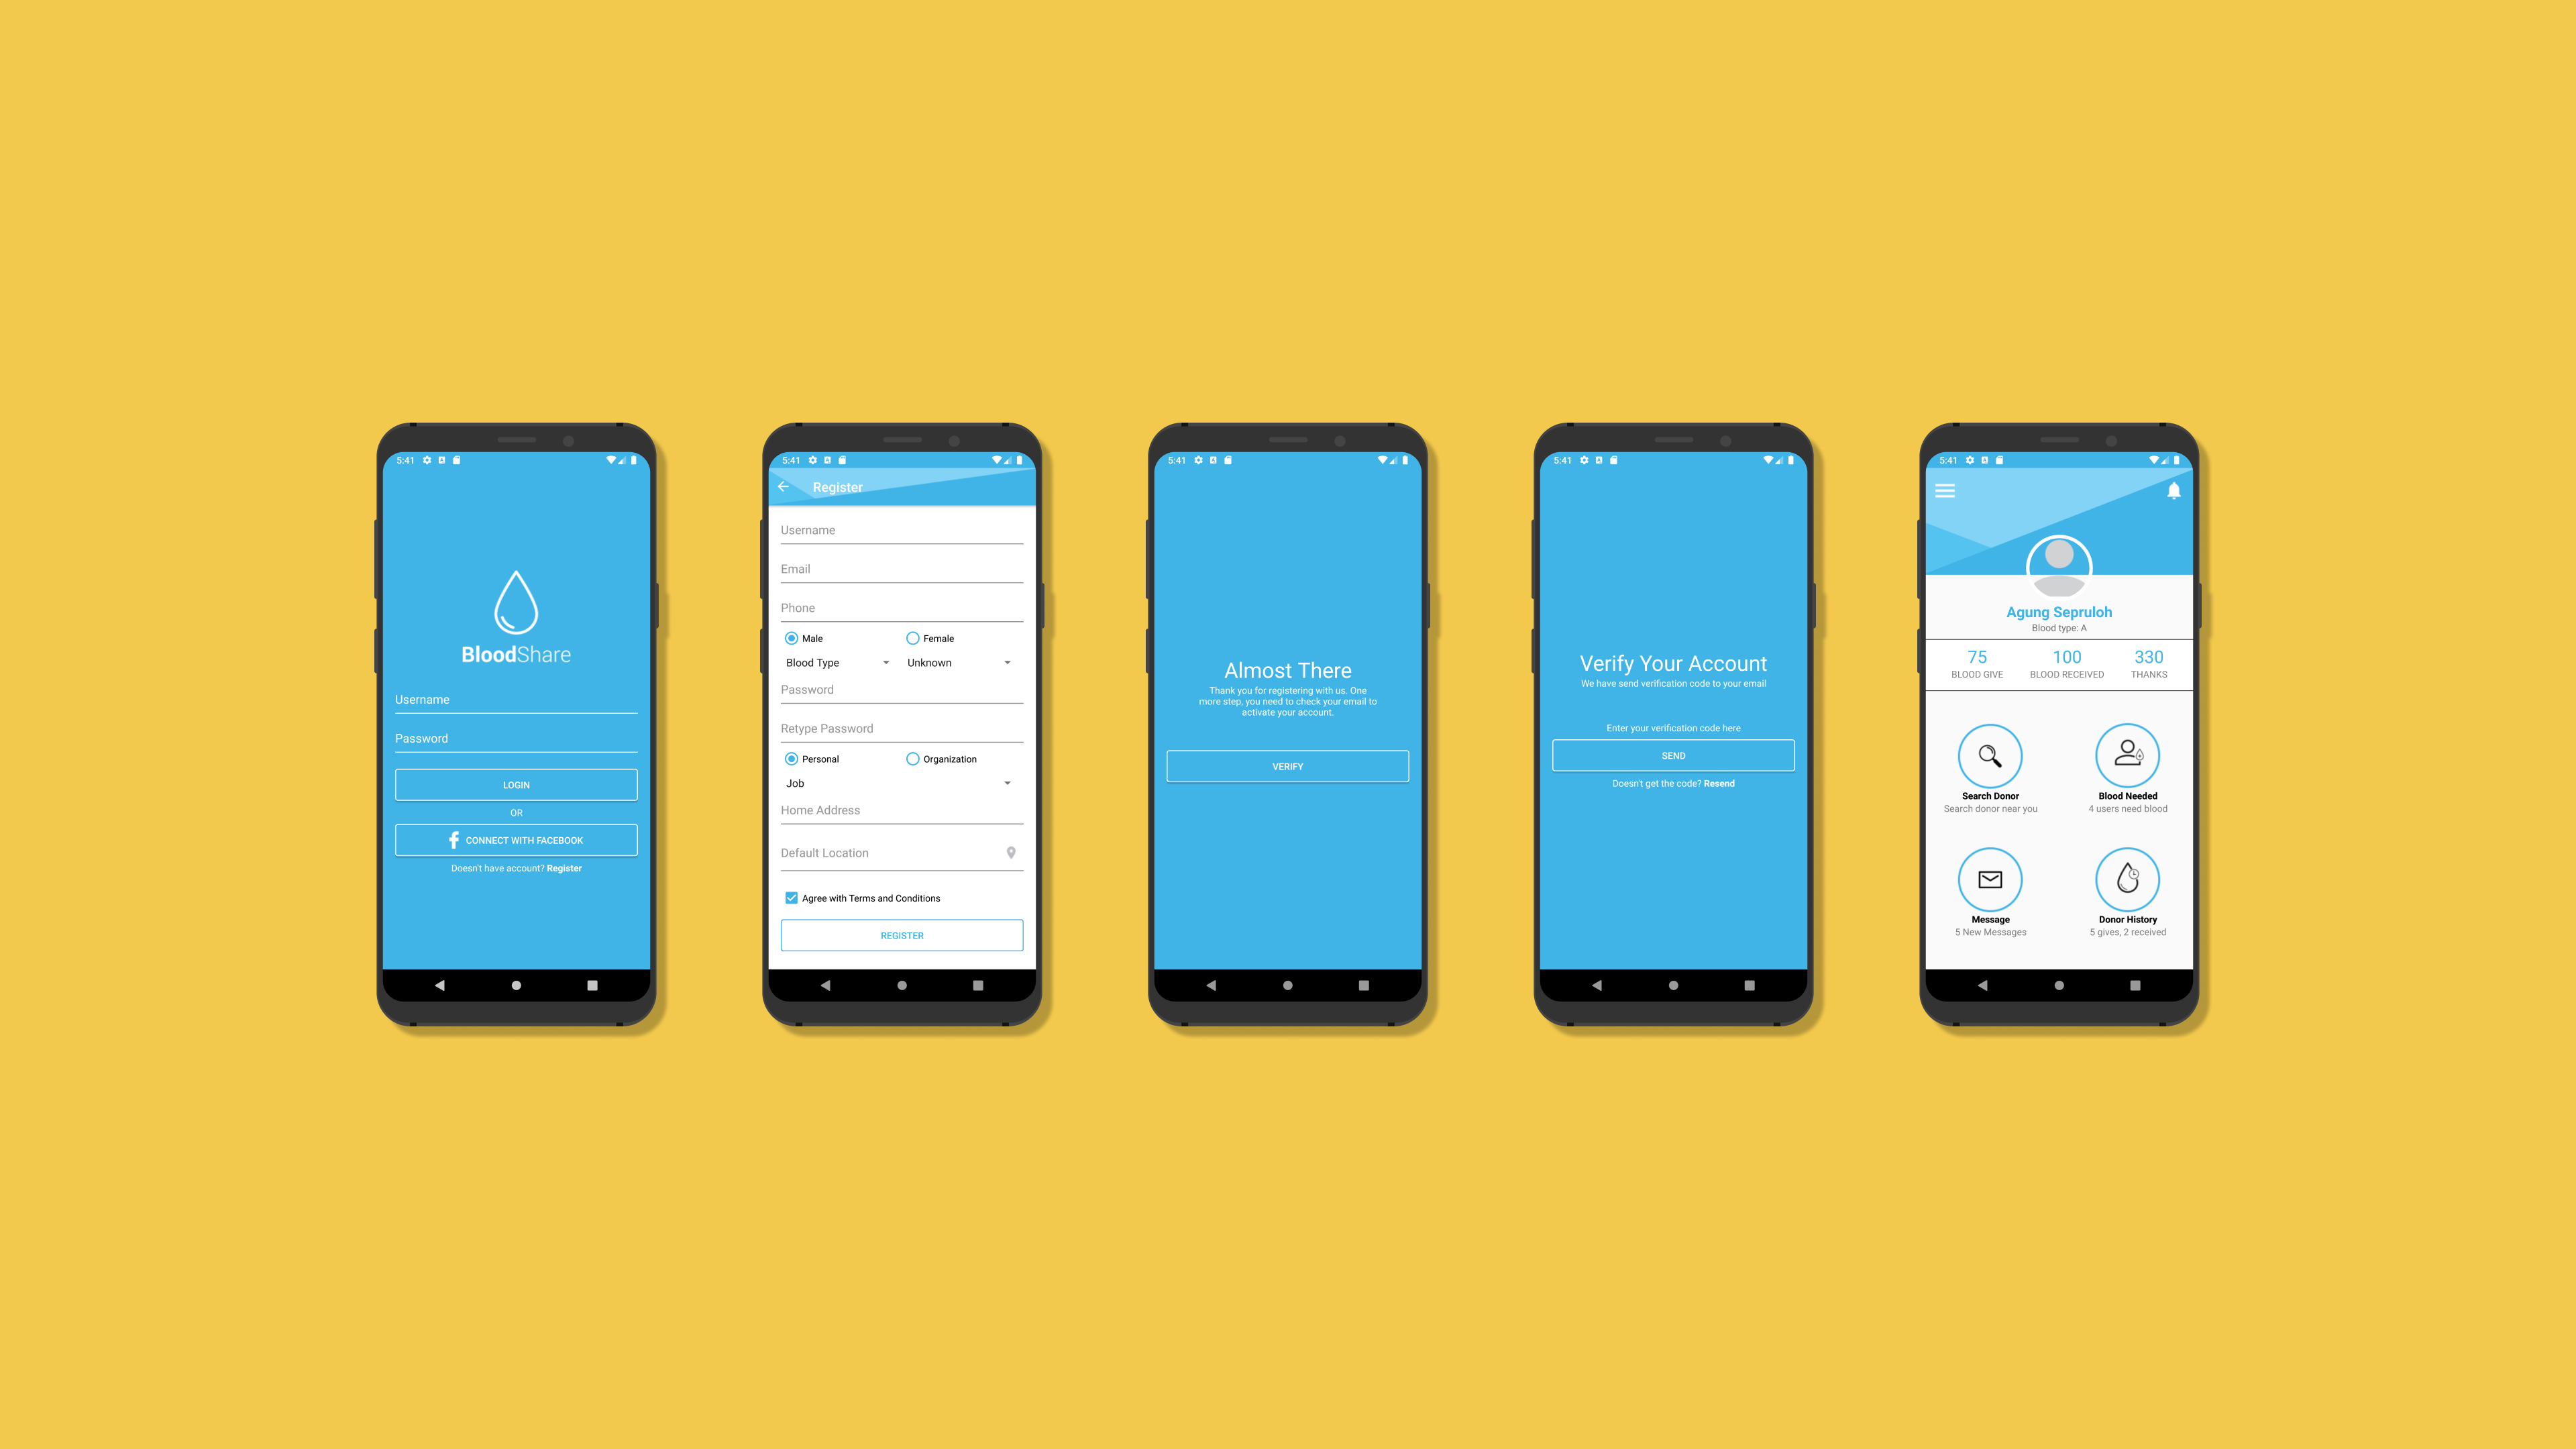 5:41
BloodShare
Username
Password
LOGIN
OR
f CONNECT WITH FACEBOOK
Doesn't have account? Register
5:41
Register
Username
Email
Phone
Male Female
Blood Type Unknown
Password
Retype Password
Personal Organization
Job
Home Address
Default Location
Agree with Terms and Conditions
REGISTER
5:41
Almost There
Thank you for registering with us. One
more step, you need to check your email to
activate your account.
VERIFY
5:41
Verify Your Account
We have send verification code to your email
Enter your verification code here
SEND
Doesn't get the code? Resend
5:41
Agung Sepruloh
Blood type: A
75 100 330
BLOOD GIVE BLOOD RECEIVED THANKS
Search Donor Blood Needed
Search donor near you 4 users need blood
Message Donor History
5 New Messages 5 gives, 2 received